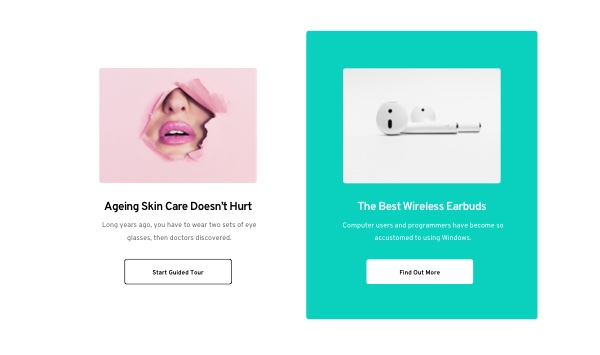 Ageing Skin Care Doesn't Hurt
Long years ago, you have to wear two sets of eye
glasses, then doctors discovered.
Start Guided Tour
The Best Wireless Earbuds
Computer users and programmers have become so
accustomed to using Windows.
Find Out More